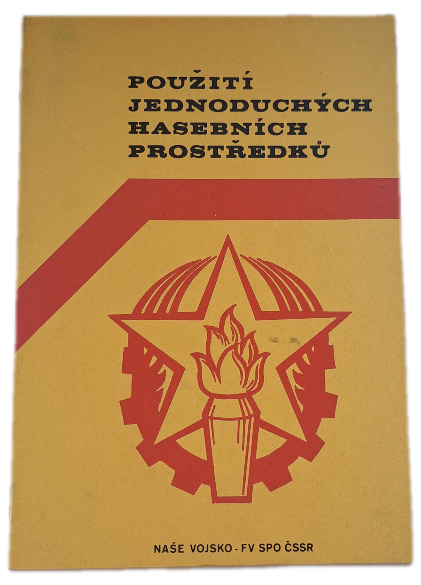 POUŽITÍ
JEDNODUCHÝCH
HASEBNÍCH
PROSTŘEDKŮ
NAŠE VOJSKO - FV SPO ČSSR